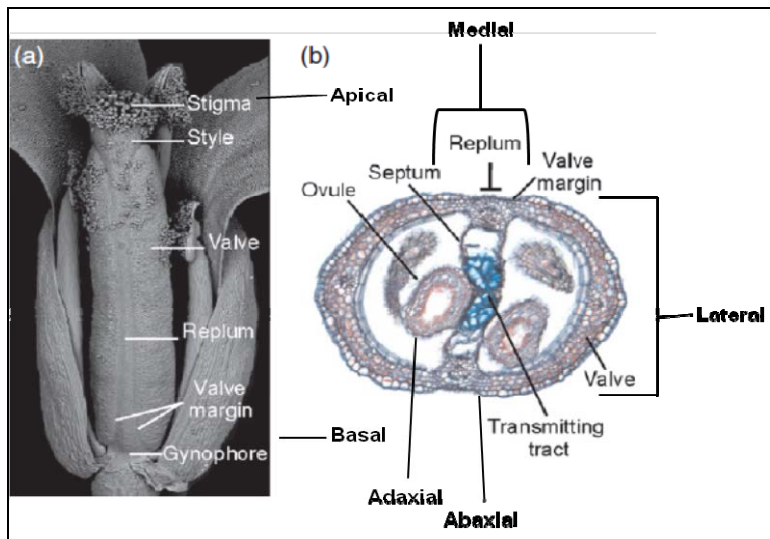 (a)
Stigma
Apical
Style
Valve
Replum
Valve
margin
Basal
Gynophore
(b)
Medial
Replum
Septum
Valve
margin
Ovule
Lateral
Valve
Transmitting
tract
Adaxial
Abaxial